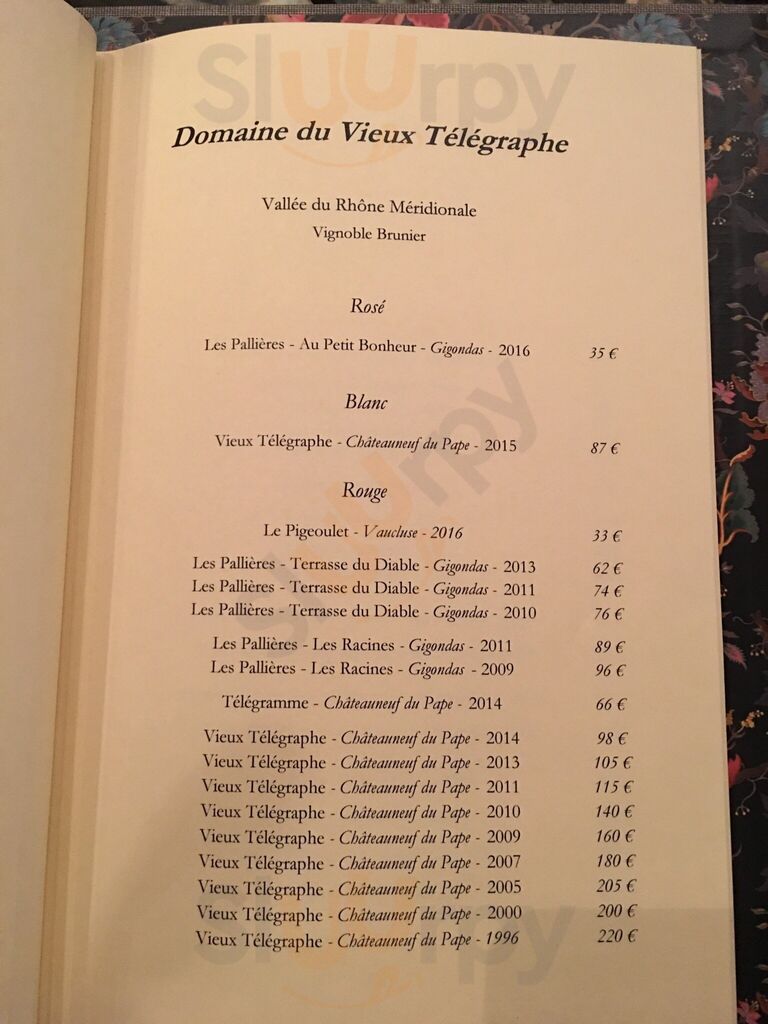 Sluurpy
Domaine du Vieux Télégraphe
Vallée du Rhône Méridionale
Vignoble Brunier
Rosé
Les Pallières - Au Petit Bonheur - Gigondas - 2016 35 €
Blanc
Vieux Télégraphe - Châteauneuf du Pape - 2015 87 €
Sluurpy
Rouge
Le Pigeoulet - Vaucluse - 2016 33 €
Les Pallières - Terrasse du Diable - Gigondas - 2013 62 €
Les Pallières - Terrasse du Diable - Gigondas - 2011 74 €
Les Pallières - Terrasse du Diable - Gigondas - 2010 76 €
Les Pallières - Les Racines - Gigondas - 2011 89 €
Les Pallières - Les Racines - Gigondas - 2009 96 €
Télégramme - Châteauneuf du Pape - 2014 66 €
Vieux Télégraphe - Châteauneuf du Pape - 2014 98 €
Vieux Télégraphe - Châteauneuf du Pape - 2013 105 €
Vieux Télégraphe - Châteauneuf du Pape - 2011 115 €
Vieux Télégraphe - Châteauneuf du Pape - 2010 140 €
Vieux Télégraphe - Châteauneuf du Pape - 2009 160 €
Vieux Télégraphe - Châteauneuf du Pape - 2007 180 €
Vieux Télégraphe - Châteauneuf du Pape - 2005 205 €
Vieux Télégraphe - Châteauneuf du Pape - 2000 200 €
Vieux Télégraphe - Châteauneuf du Pape - 1996 220 €
Sluurpy